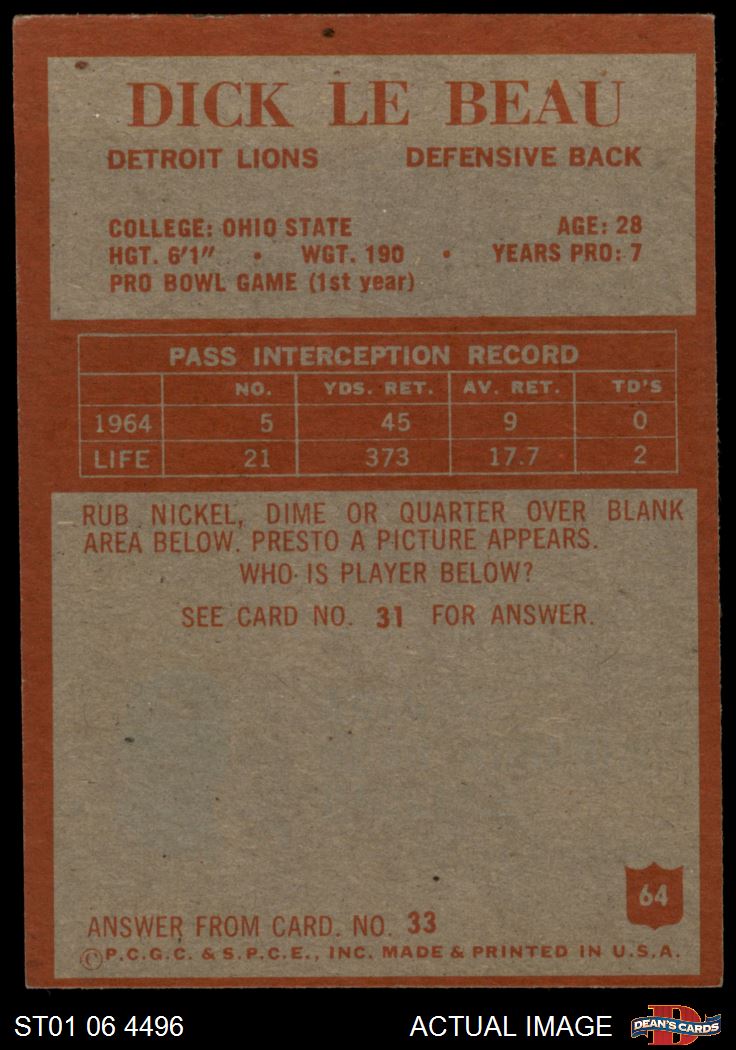 DICK LE BEAU
DETROIT LIONS DEFENSIVE BACK
COLLEGE: OHIO STATE AGE: 28
HGT. 6'1" • WGT. 190 • YEARS PRO: 7
PRO BOWL GAME (1st year)
PASS INTERCEPTION RECORD
NO. YDS. RET. AV. RET. TD'S
1964 5 45 9 0
LIFE 21 373 17.7 2
RUB NICKEL, DIME OR QUARTER OVER BLANK
AREA BELOW. PRESTO A PICTURE APPEARS.
WHO IS PLAYER BELOW?
SEE CARD NO. 31 FOR ANSWER.
64
ANSWER FROM CARD. NO. 33
©P.C.G.C. & S.P.C.E., INC. MADE & PRINTED IN U.S.A.
ST01 06 4496 ACTUAL IMAGE DEAN'S CARDS